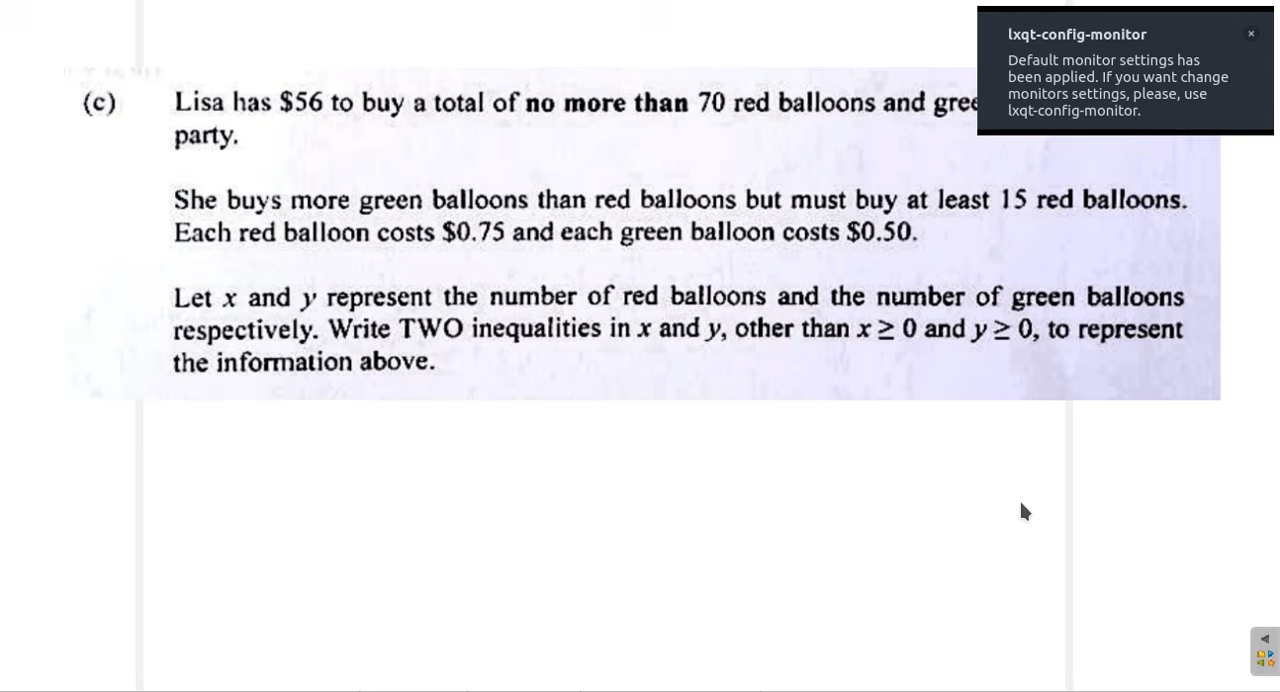 lxqt-config-monitor
Default monitor settings has
been applied. If you want change
monitors settings, please, use
lxqt-config-monitor.
(c) Lisa has $56 to buy a total of no more than 70 red balloons and
party.
She buys more green balloons than red balloons but must buy at least 15 red balloons.
Each red balloon costs $0.75 and each green balloon costs $0.50.
Let x and y represent the number of red balloons and the number of green balloons
respectively. Write TWO inequalities in x and y, other than x ≥ 0 and y ≥ 0, to represent
the information above.